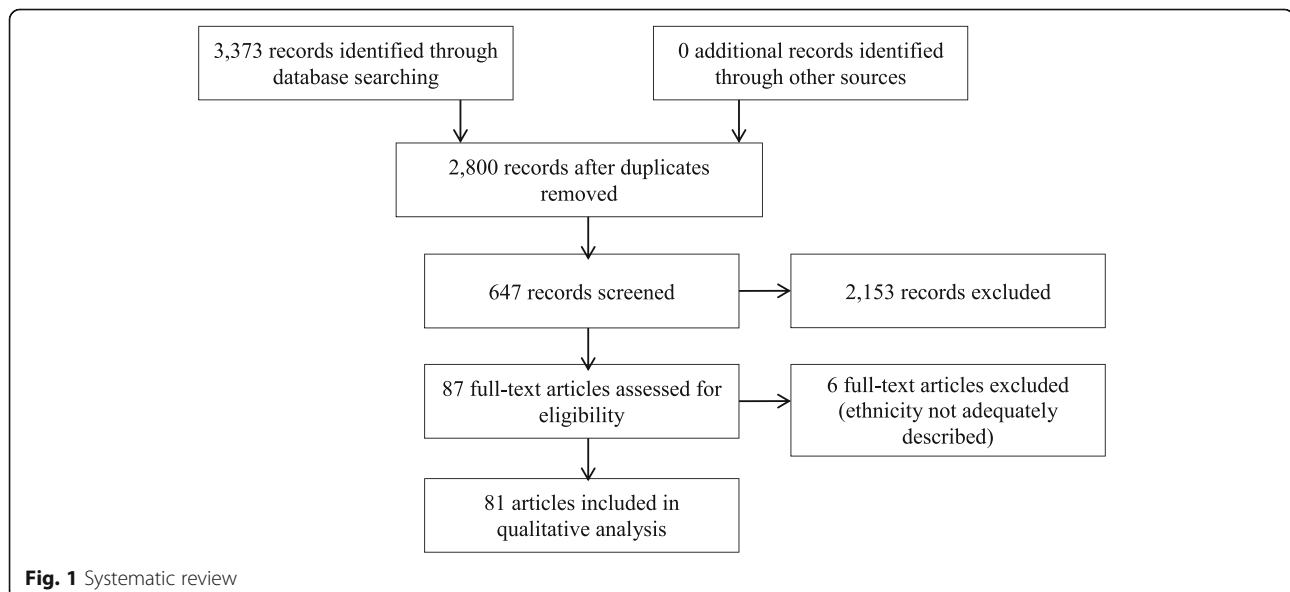 3,373 records identified through
database searching
0 additional records identified
through other sources
2,800 records after duplicates
removed
647 records screened
2,153 records excluded
87 full-text articles assessed for
eligibility
6 full-text articles excluded
(ethnicity not adequately
described)
81 articles included in
qualitative analysis
Fig. 1 Systematic review